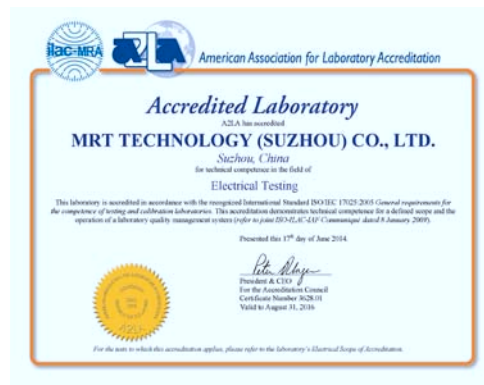 ilac-MRA
A2LA
American Association for Laboratory Accreditation
Accredited Laboratory
A2LA has accredited
MRT TECHNOLOGY (SUZHOU) CO., LTD.
Suzhou, China
for technical competence in the field of
Electrical Testing
This laboratory is accredited in accordance with the recognized International Standard ISO/IEC 17025:2005 General requirements for
the competence of testing and calibration laboratories. This accreditation demonstrates technical competence for a defined scope and the
operation of a laboratory quality management system (refer to joint ISO-ILAC-IAF Communiqué dated 8 January 2009).
Presented this 17th day of June 2014.
President & CEO
For the Accreditation Council
Certificate Number 3628.01
Valid to August 31, 2016
A2LA
For the tests to which this accreditation applies, please refer to the laboratory's Electrical Scope of Accreditation.